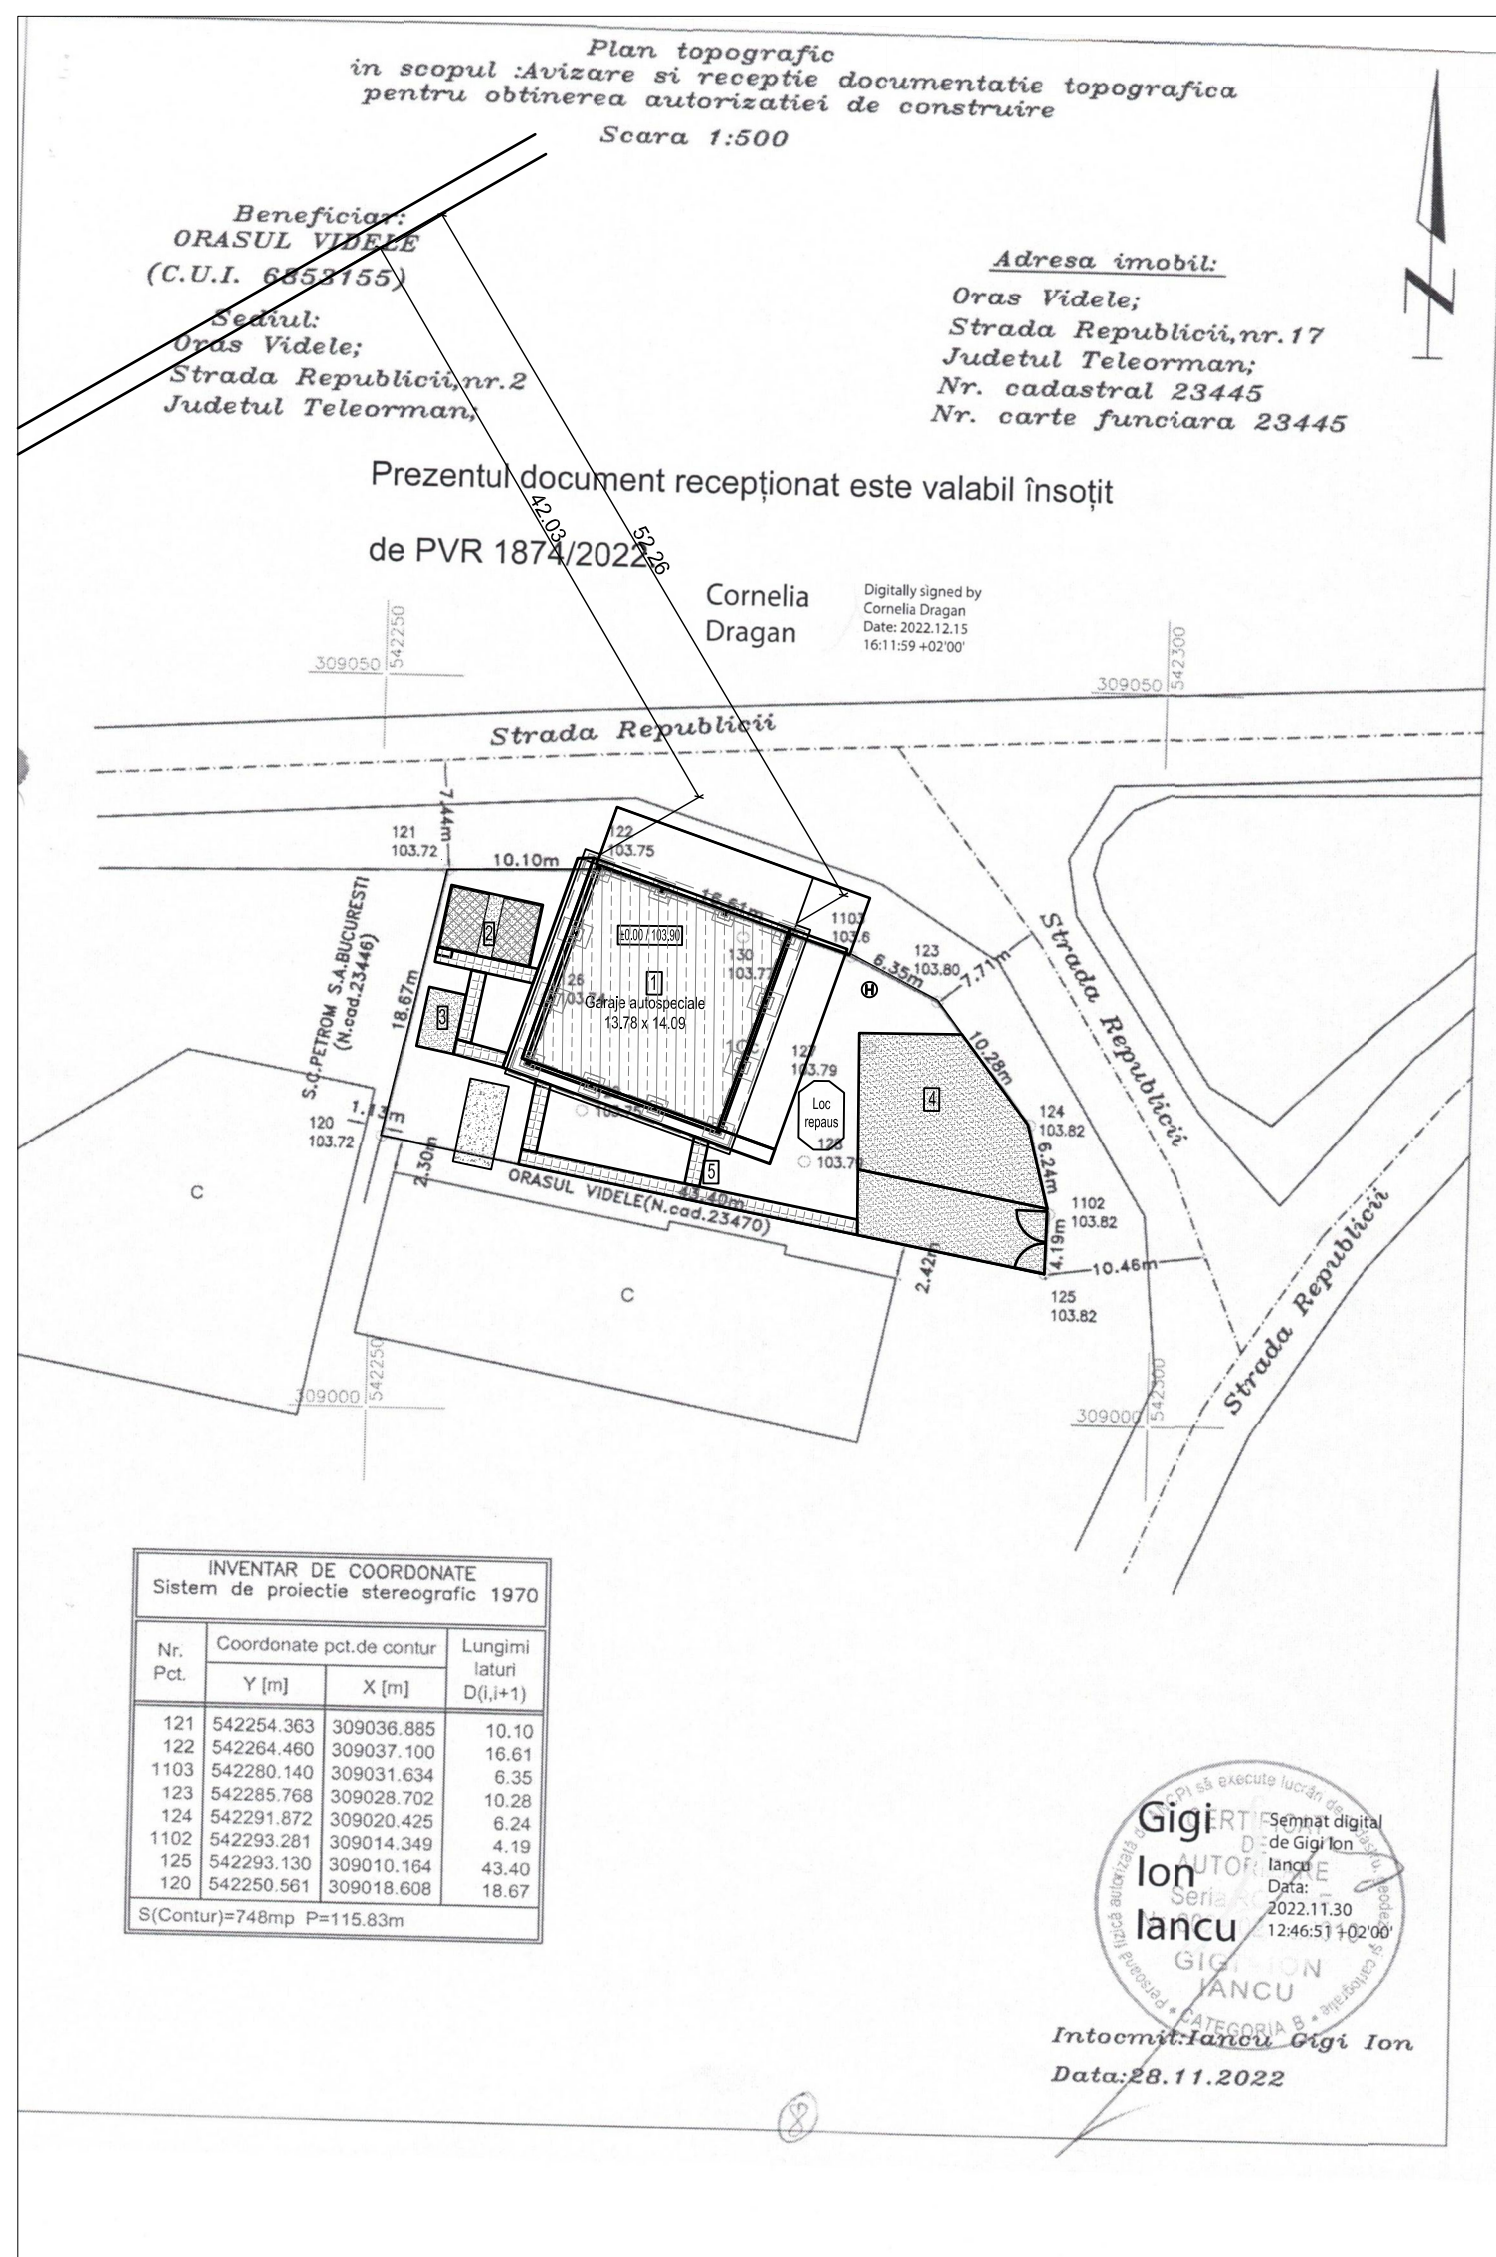 Plan topografic
in scopul :Avizare si receptie documentatie topografica
pentru obtinerea autorizatiei de construire
Scara 1:500
Beneficiar:
ORASUL VIDELE
(C.U.I. 6853155)
Sediul:
Oras Videle;
Strada Republicii,nr.2
Judetul Teleorman;
Adresa imobil:
Oras Videle;
Strada Republicii,nr.17
Judetul Teleorman;
Nr. cadastral 23445
Nr. carte funciara 23445
N
Prezentul document recepționat este valabil însoțit
de PVR 1874/2022
42.03
52.26
Cornelia
Dragan
Digitally signed by
Cornelia Dragan
Date: 2022.12.15
16:11:59 +02'00'
309050
542250
309050
542300
Strada Republicii
7.44m
121
103.72
10.10m
122
103.75
16.61m
1103
103.6
6.35m
123
103.80
7.71m
Strada Republicii
S.C.PETROM S.A.BUCURESTI
(N.cad.23446)
18.67m
2
3
±0.00 / 103.90
1
Garaje autospeciale
13.78 x 14.09
26
130
103.77
H
10.28m
127
103.79
Loc
repaus
4
124
103.82
6.24m
1.13m
120
103.72
2.30m
128
5
ORASUL VIDELE(N.cad.23470)
43.40m
1102
103.82
4.19m
10.46m
2.42m
125
103.82
C
C
Strada Republicii
309000
542250
309000
542300
INVENTAR DE COORDONATE
Sistem de proiectie stereografic 1970
Nr. Pct. Coordonate pct.de contur Lungimi laturi D(i,i+1)
Y [m] X [m]
121 542254.363 309036.885 10.10
122 542264.460 309037.100 16.61
1103 542280.140 309031.634 6.35
123 542285.768 309028.702 10.28
124 542291.872 309020.425 6.24
1102 542293.281 309014.349 4.19
125 542293.130 309010.164 43.40
120 542250.561 309018.608 18.67
S(Contur)=748mp P=115.83m
Gigi
Ion
Iancu
Semnat digital
de Gigi Ion
Iancu
Data:
2022.11.30
12:46:51 +02'00'
GIGI ION
IANCU
CATEGORIA B
Intocmit:Iancu Gigi Ion
Data:28.11.2022
8